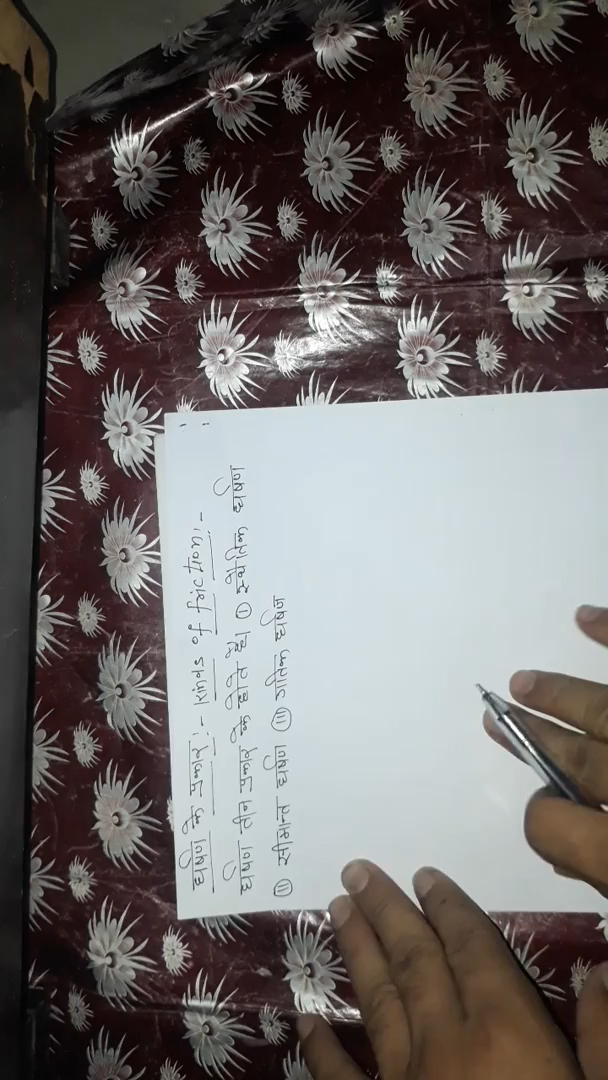 घर्षण के प्रकार :- kinds of friction :-
घर्षण तीन प्रकार के होते हैं। (i) स्थैतिक घर्षण
(ii) सीमान्त घर्षण (iii) गतिक घर्षण